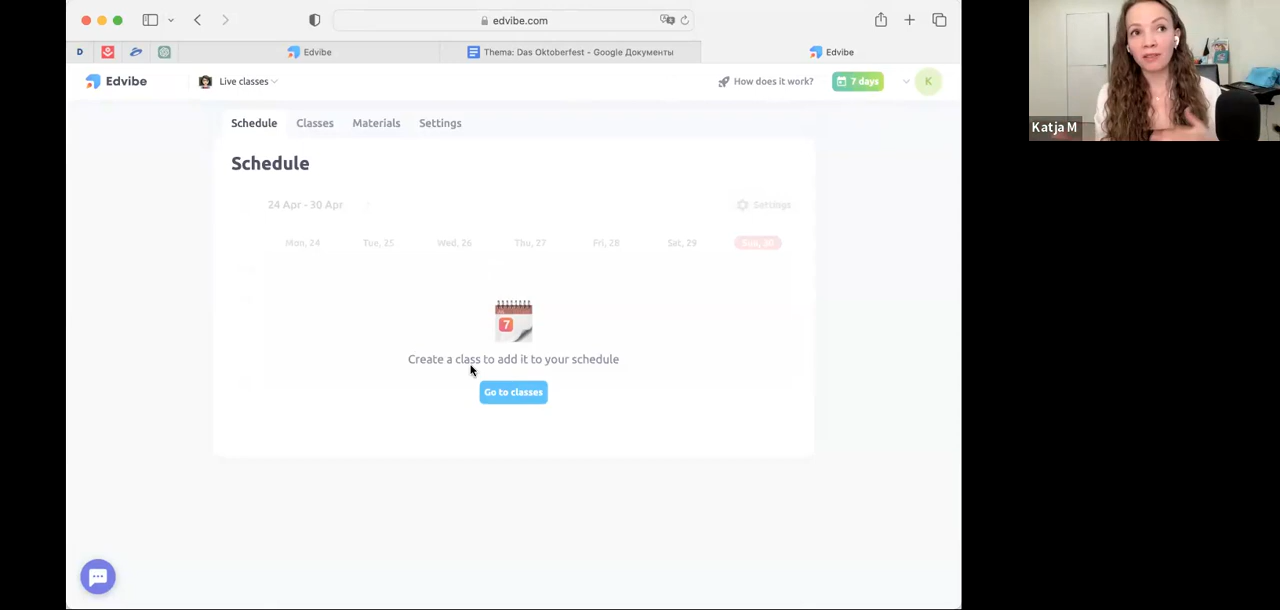 edvibe.com
D
Edvibe
Thema: Das Oktoberfest - Google Документы
Edvibe
Edvibe
Live classes
How does it work?
7 days
K
Schedule
Classes
Materials
Settings
Schedule
24 Apr - 30 Apr
Settings
Mon, 24
Tue, 25
Wed, 26
Thu, 27
Fri, 28
Sat, 29
Sun, 30
7
Create a class to add it to your schedule
Go to classes
Katja M